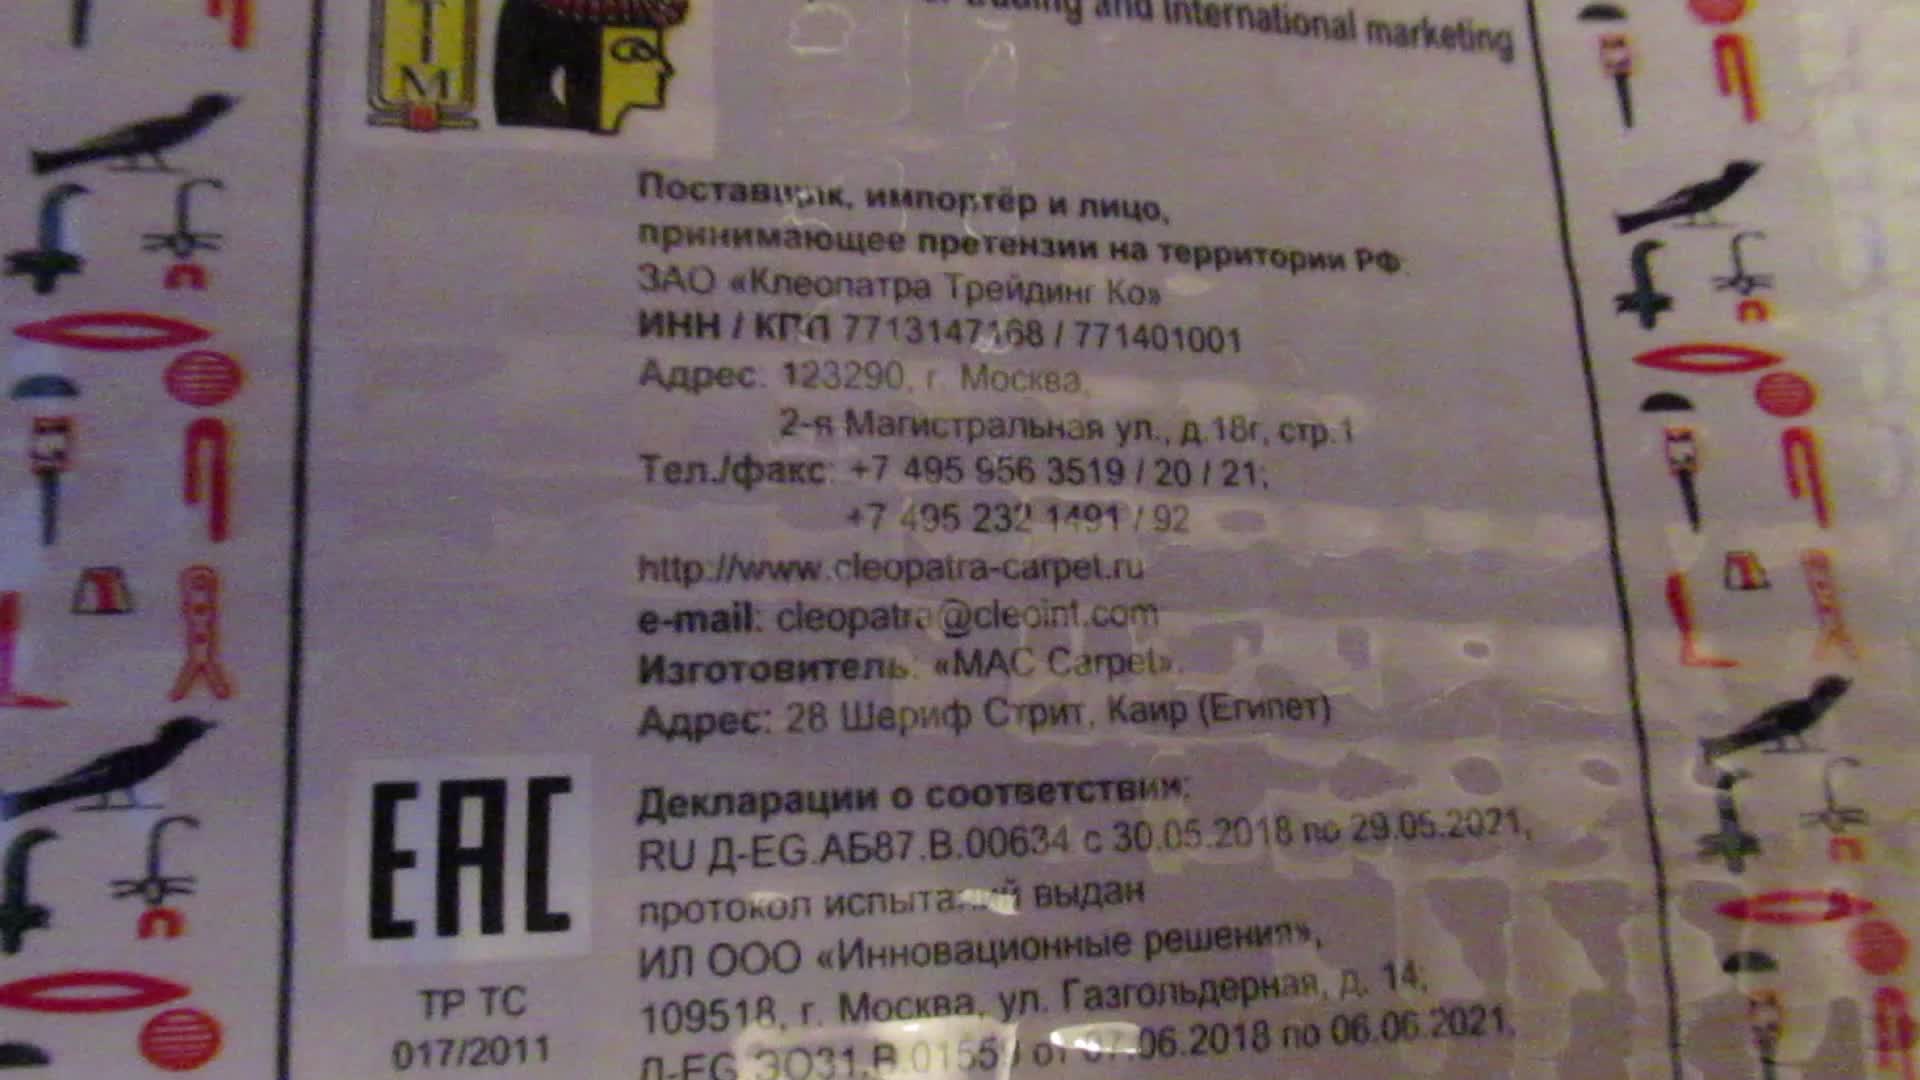 TIM
trading and international marketing
Поставщик, импортёр и лицо,
принимающее претензии на территории РФ:
ЗАО «Клеопатра Трейдинг Ко»
ИНН / КПП 7713147168 / 771401001
Адрес: 123290, г. Москва,
2-я Магистральная ул., д.18г, стр.1
Тел./факс: +7 495 956 3519 / 20 / 21;
+7 495 232 1491 / 92
http://www.cleopatra-carpet.ru
e-mail: cleopatra@cleoint.com
Изготовитель: «MAC Carpet».
Адрес: 28 Шериф Стрит, Каир (Египет)
EAC
ТР ТС
017/2011
Декларации о соответствии:
RU Д-EG.АБ87.В.00634 с 30.05.2018 по 29.05.2021,
протокол испытаний выдан
ИЛ ООО «Инновационные решения»,
109518, г. Москва, ул. Газгольдерная, д. 14;
от 07.06.2018 по 06.06.2021,